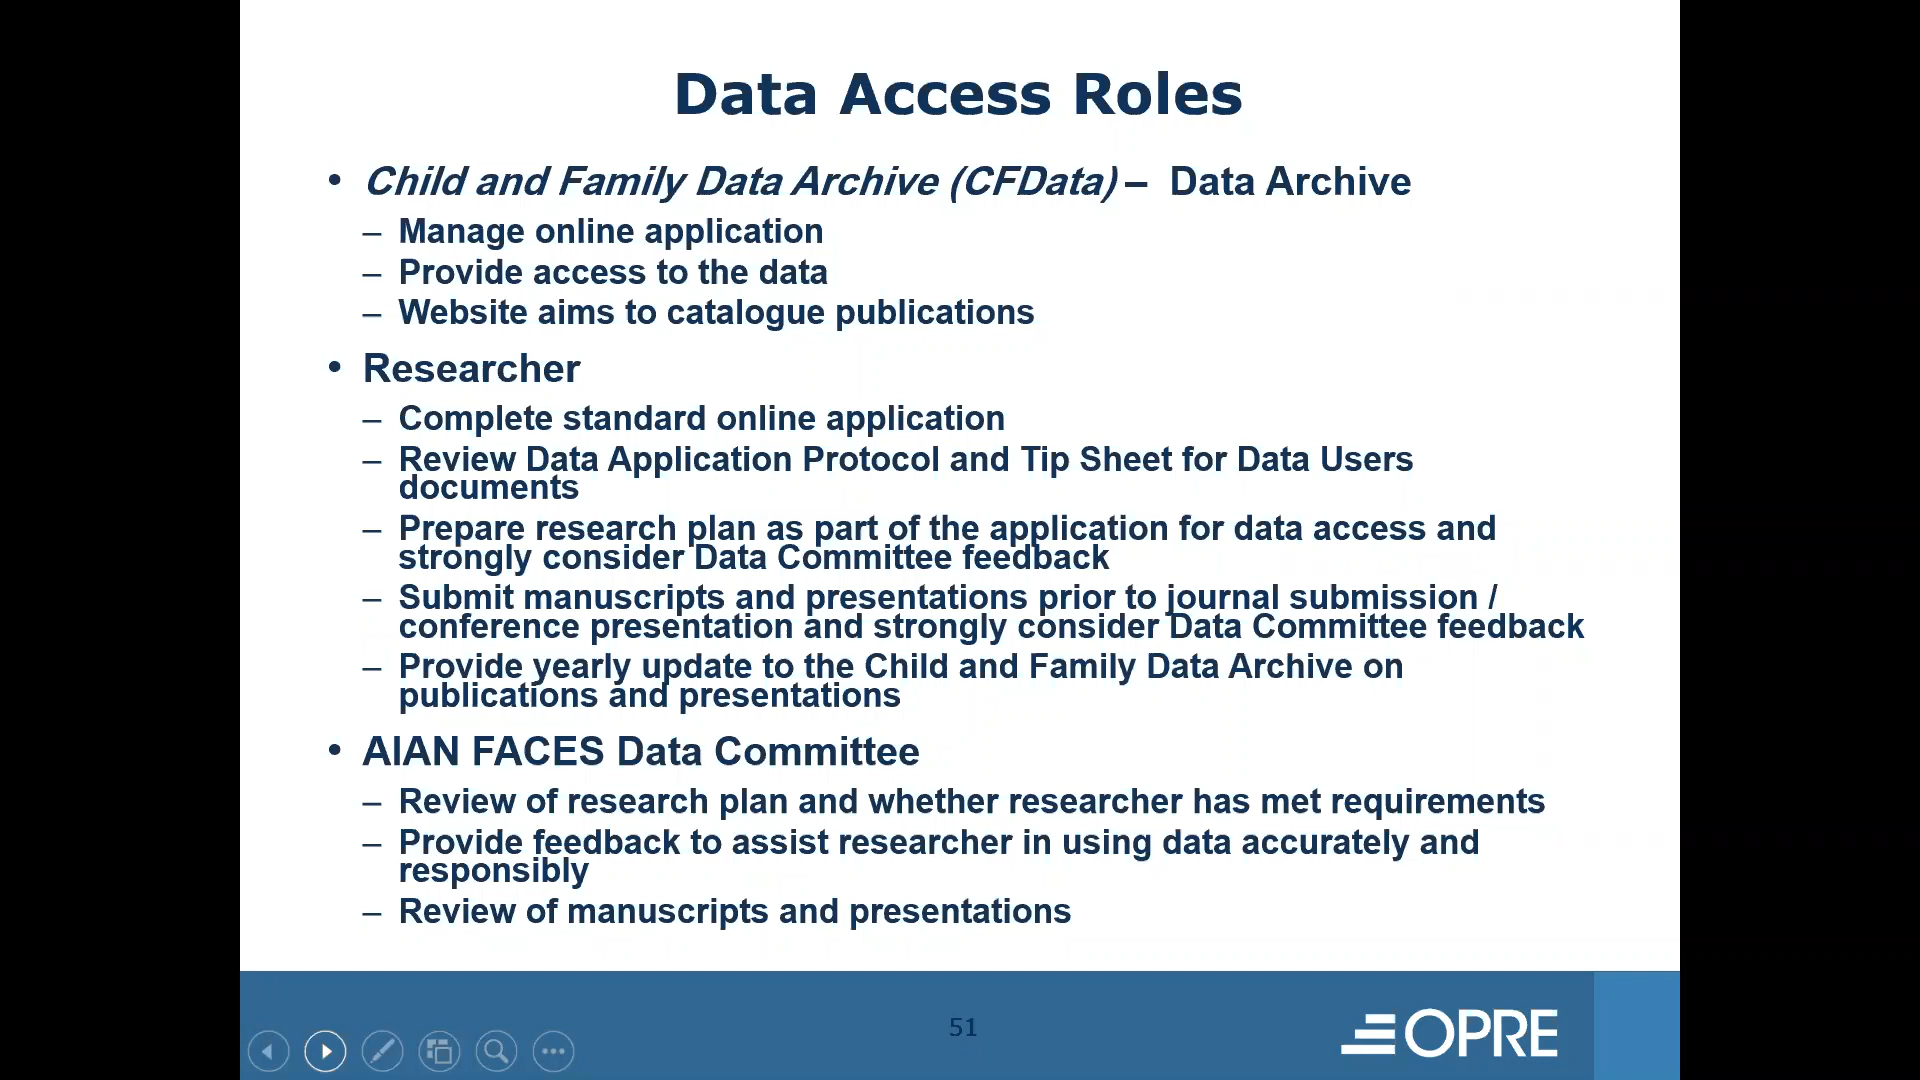 Data Access Roles
• Child and Family Data Archive (CFData) – Data Archive
– Manage online application
– Provide access to the data
– Website aims to catalogue publications
• Researcher
– Complete standard online application
– Review Data Application Protocol and Tip Sheet for Data Users
documents
– Prepare research plan as part of the application for data access and
strongly consider Data Committee feedback
– Submit manuscripts and presentations prior to journal submission /
conference presentation and strongly consider Data Committee feedback
– Provide yearly update to the Child and Family Data Archive on
publications and presentations
• AIAN FACES Data Committee
– Review of research plan and whether researcher has met requirements
– Provide feedback to assist researcher in using data accurately and
responsibly
– Review of manuscripts and presentations
51
OPRE